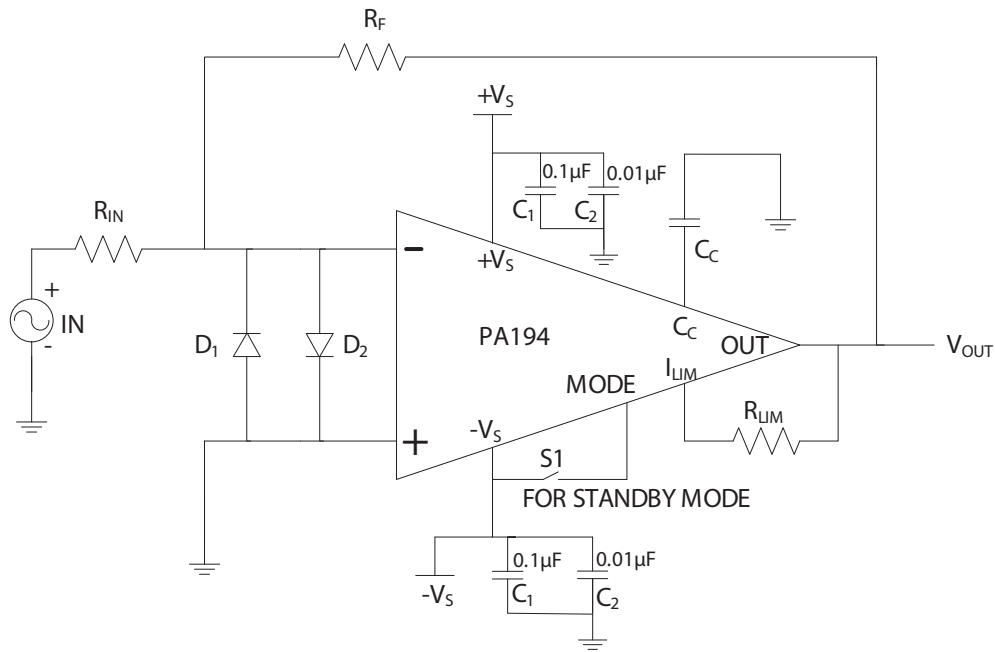 R_F
+V_S
0.1µF 0.01µF
C_1 C_2
R_IN
+
IN
-
D_1 D_2
-
+V_S
C_C
C_C
PA194
OUT
V_OUT
I_LIM
MODE
R_LIM
+
-V_S
S1
FOR STANDBY MODE
0.1µF 0.01µF
C_1 C_2
-V_S